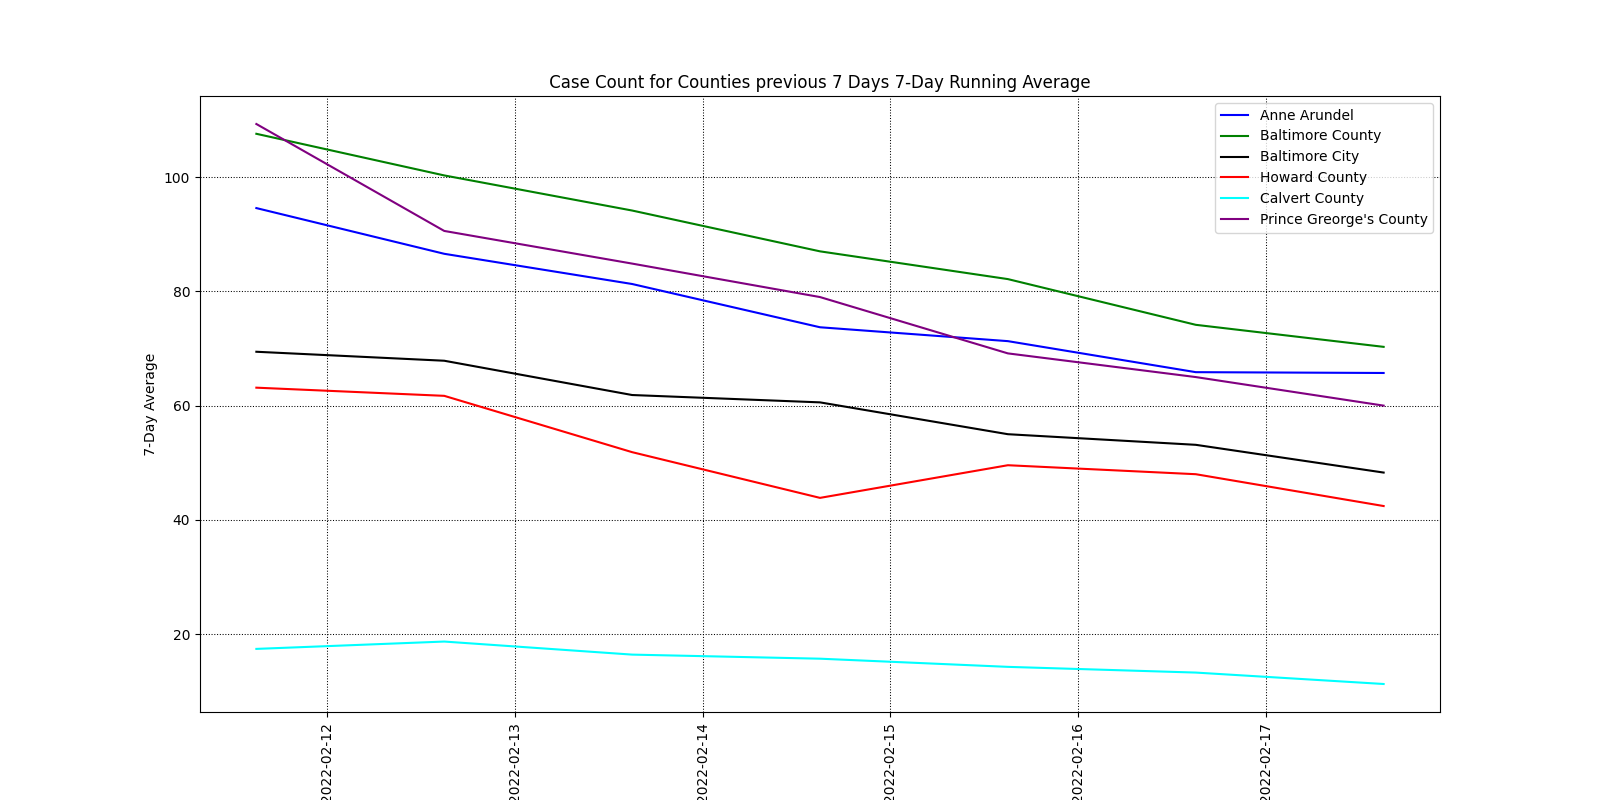 Case Count for Counties previous 7 Days 7-Day Running Average
Anne Arundel
Baltimore County
Baltimore City
Howard County
Calvert County
Prince Greorge's County
7-Day Average
100
80
60
40
20
2022-02-12
2022-02-13
2022-02-14
2022-02-15
2022-02-16
2022-02-17